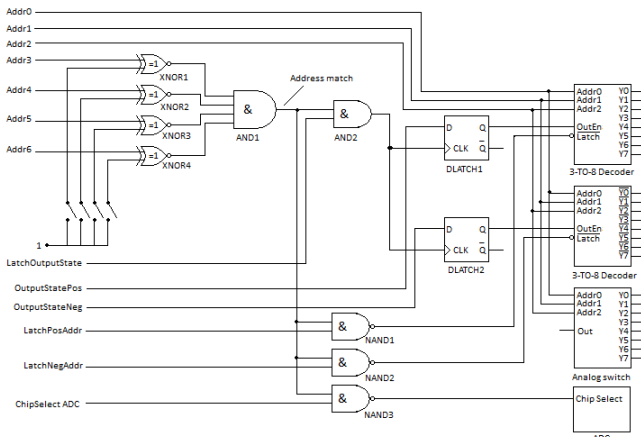 Addr0
Addr1
Addr2
Addr3
Addr4
Addr5
Addr6
=1
XNOR1
=1
XNOR2
=1
XNOR3
=1
XNOR4
1
&
AND1
Address match
&
AND2
D Q
CLK Q
DLATCH1
D Q
CLK Q
DLATCH2
LatchOutputState
OutputStatePos
OutputStateNeg
LatchPosAddr
LatchNegAddr
ChipSelect ADC
&
NAND1
&
NAND2
&
NAND3
Addr0 Y0
Addr1 Y1
Addr2 Y2
Y3
OutEn Y4
Latch Y5
Y6
Y7
3-TO-8 Decoder
Addr0 Y0
Addr1 Y1
Addr2 Y2
Y3
OutEn Y4
Latch Y5
Y6
Y7
3-TO-8 Decoder
Addr0 Y0
Addr1 Y1
Addr2 Y2
Y3
Out Y4
Y5
Y6
Y7
Analog switch
Chip Select